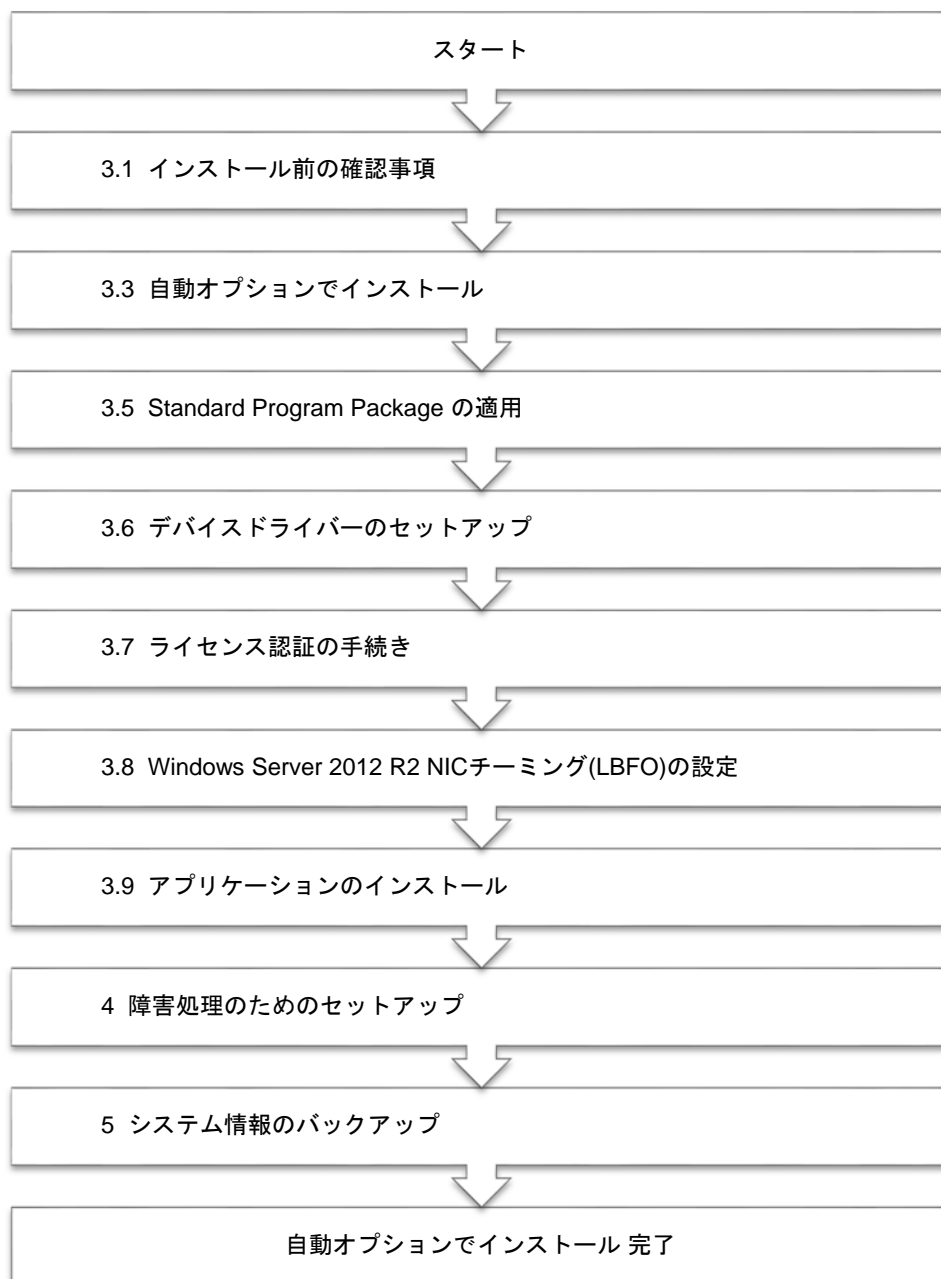 スタート
3.1 インストール前の確認事項
3.3 自動オプションでインストール
3.5 Standard Program Package の適用
3.6 デバイスドライバーのセットアップ
3.7 ライセンス認証の手続き
3.8 Windows Server 2012 R2 NICチーミング(LBFO)の設定
3.9 アプリケーションのインストール
4 障害処理のためのセットアップ
5 システム情報のバックアップ
自動オプションでインストール 完了